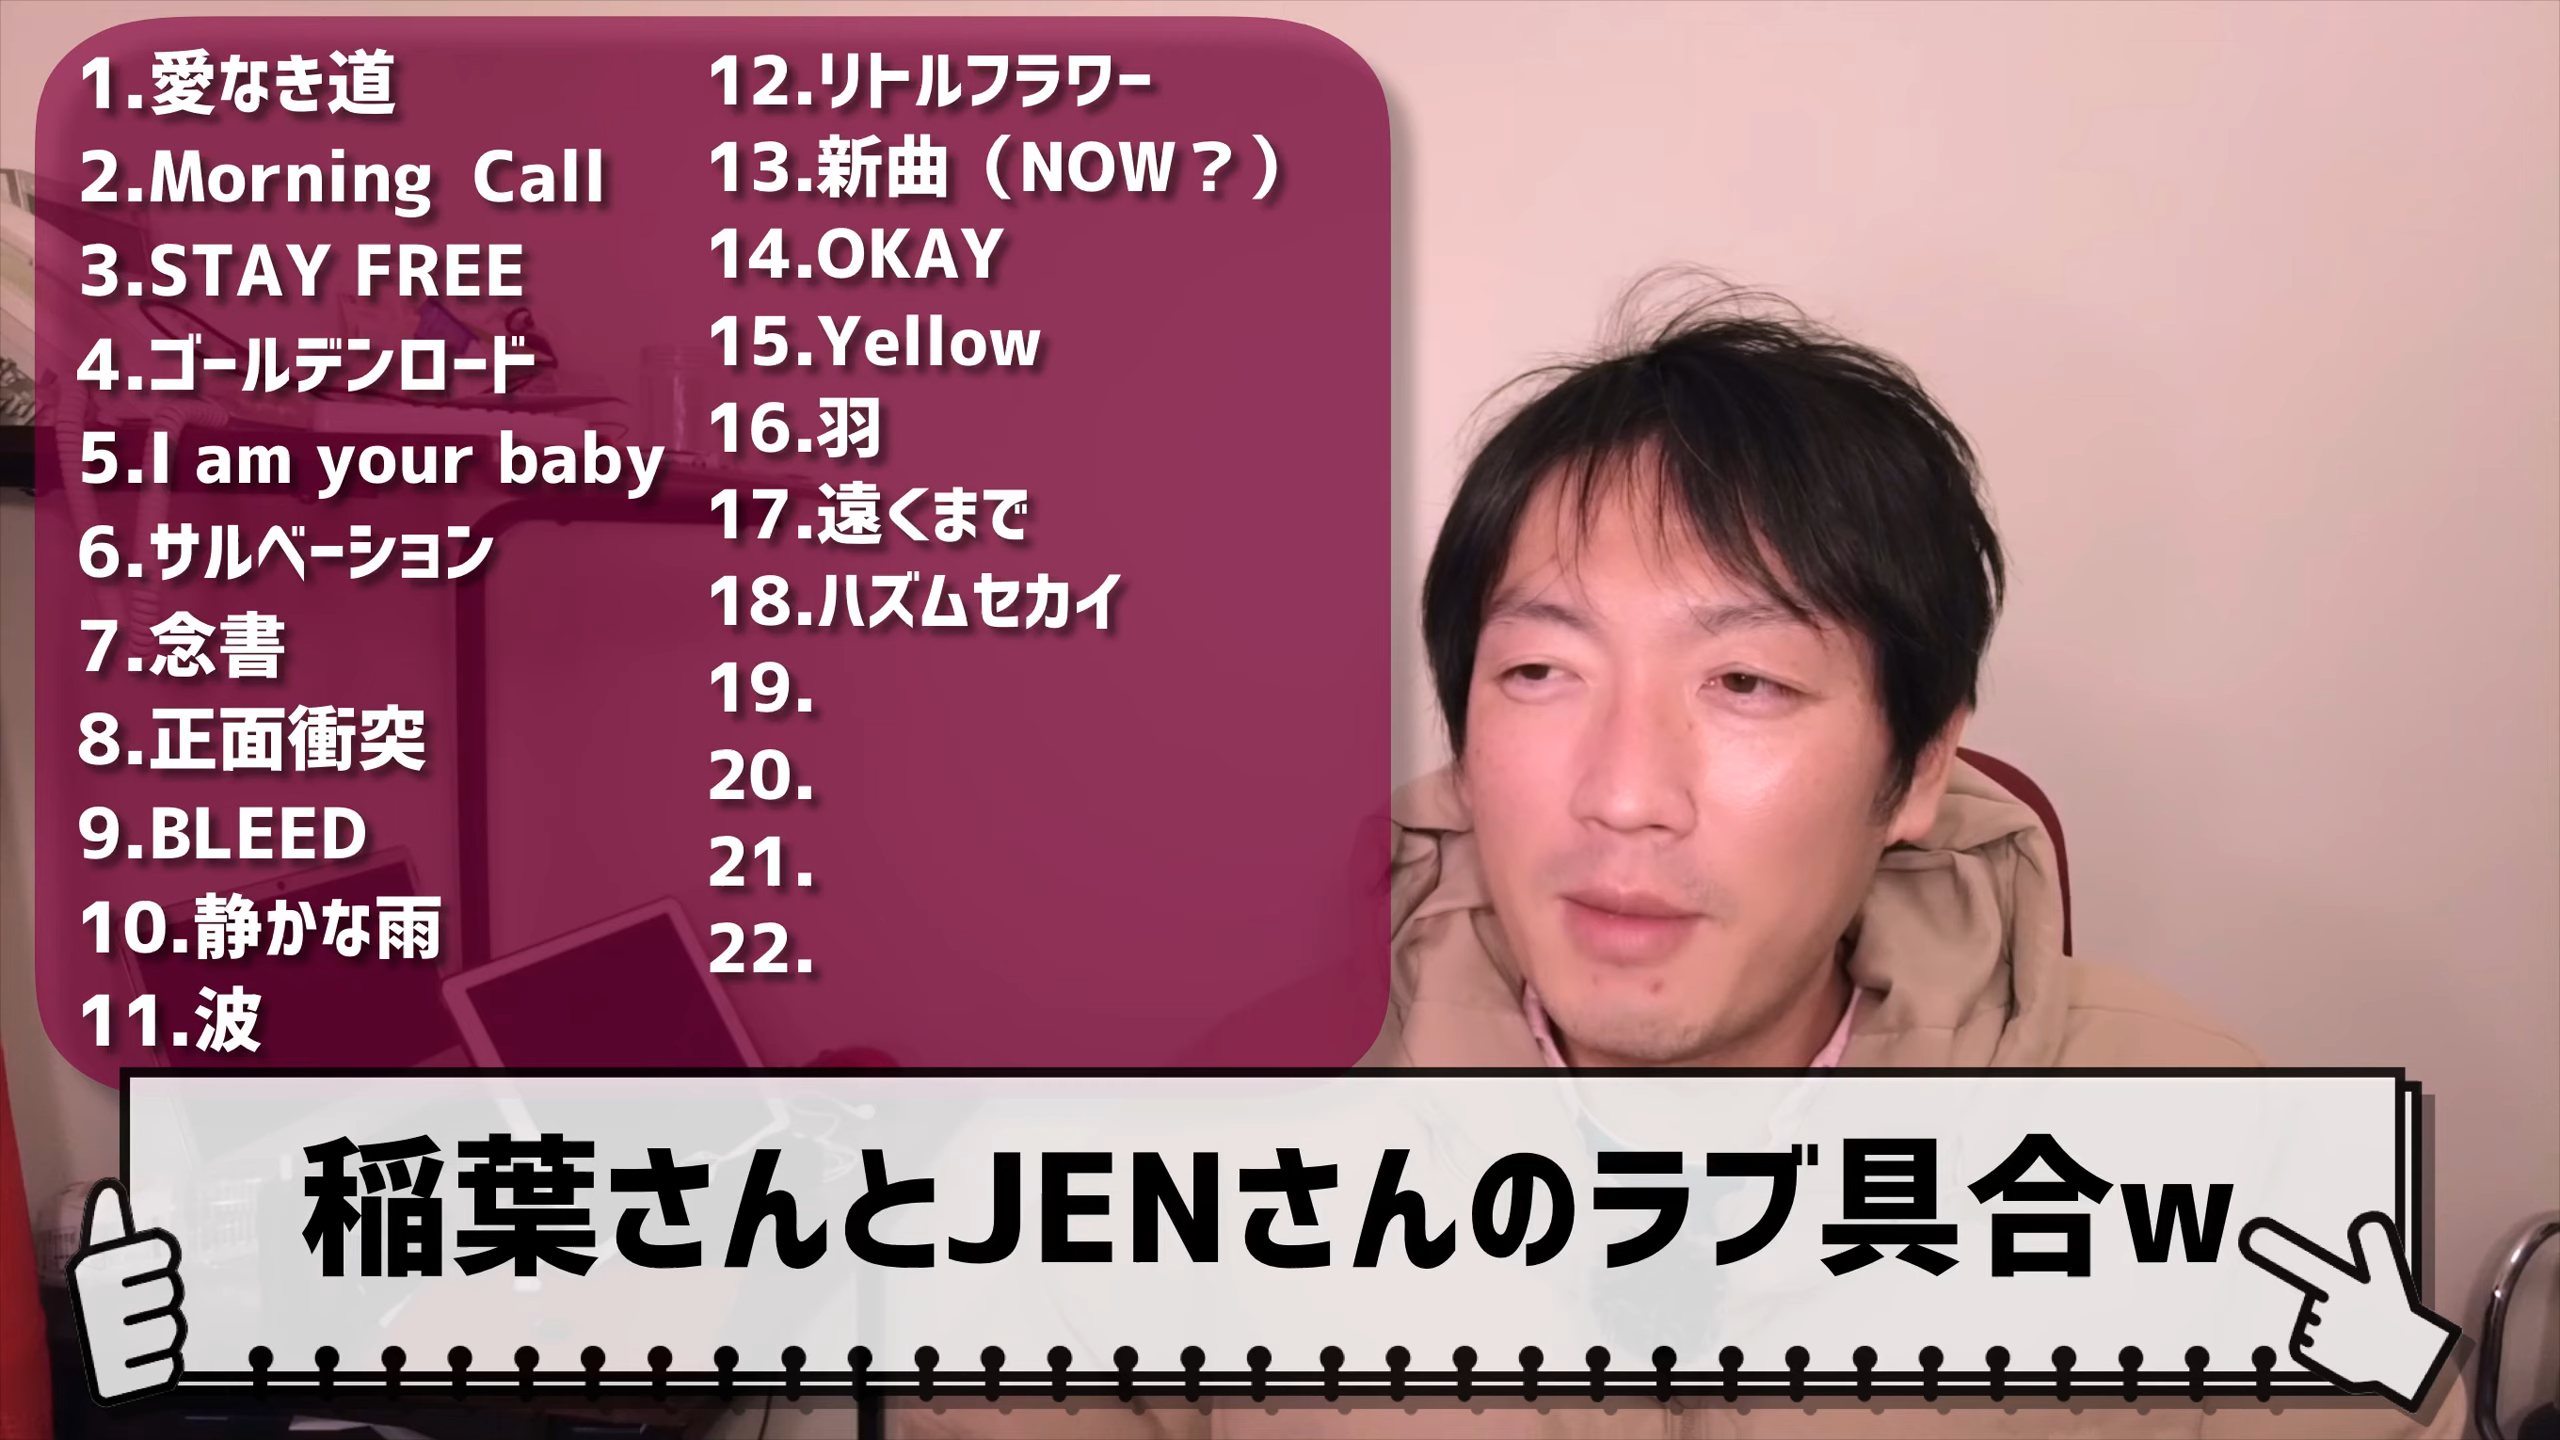 1.愛なき道
2.Morning Call
3.STAY FREE
4.ゴールデンロード
5.I am your baby
6.サルベーション
7.念書
8.正面衝突
9.BLEED
10.静かな雨
11.波
12.リトルフラワー
13.新曲（NOW？）
14.OKAY
15.Yellow
16.羽
17.遠くまで
18.ハズムセカイ
19.
20.
21.
22.
稲葉さんとJENさんのラブ具合w